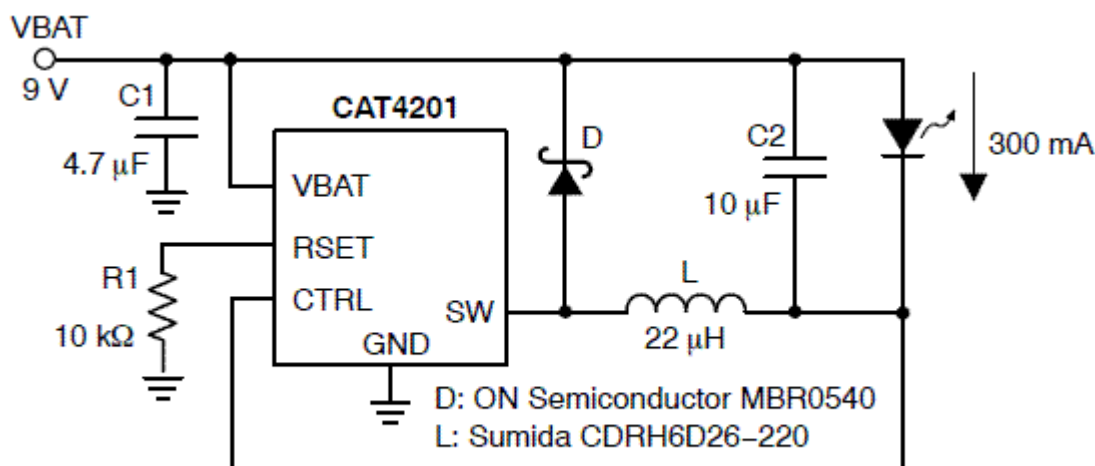 VBAT
9 V
C1
4.7 µF
CAT4201
VBAT
RSET
CTRL
SW
GND
R1
10 kΩ
D
C2
10 µF
300 mA
L
22 µH
D: ON Semiconductor MBR0540
L: Sumida CDRH6D26−220